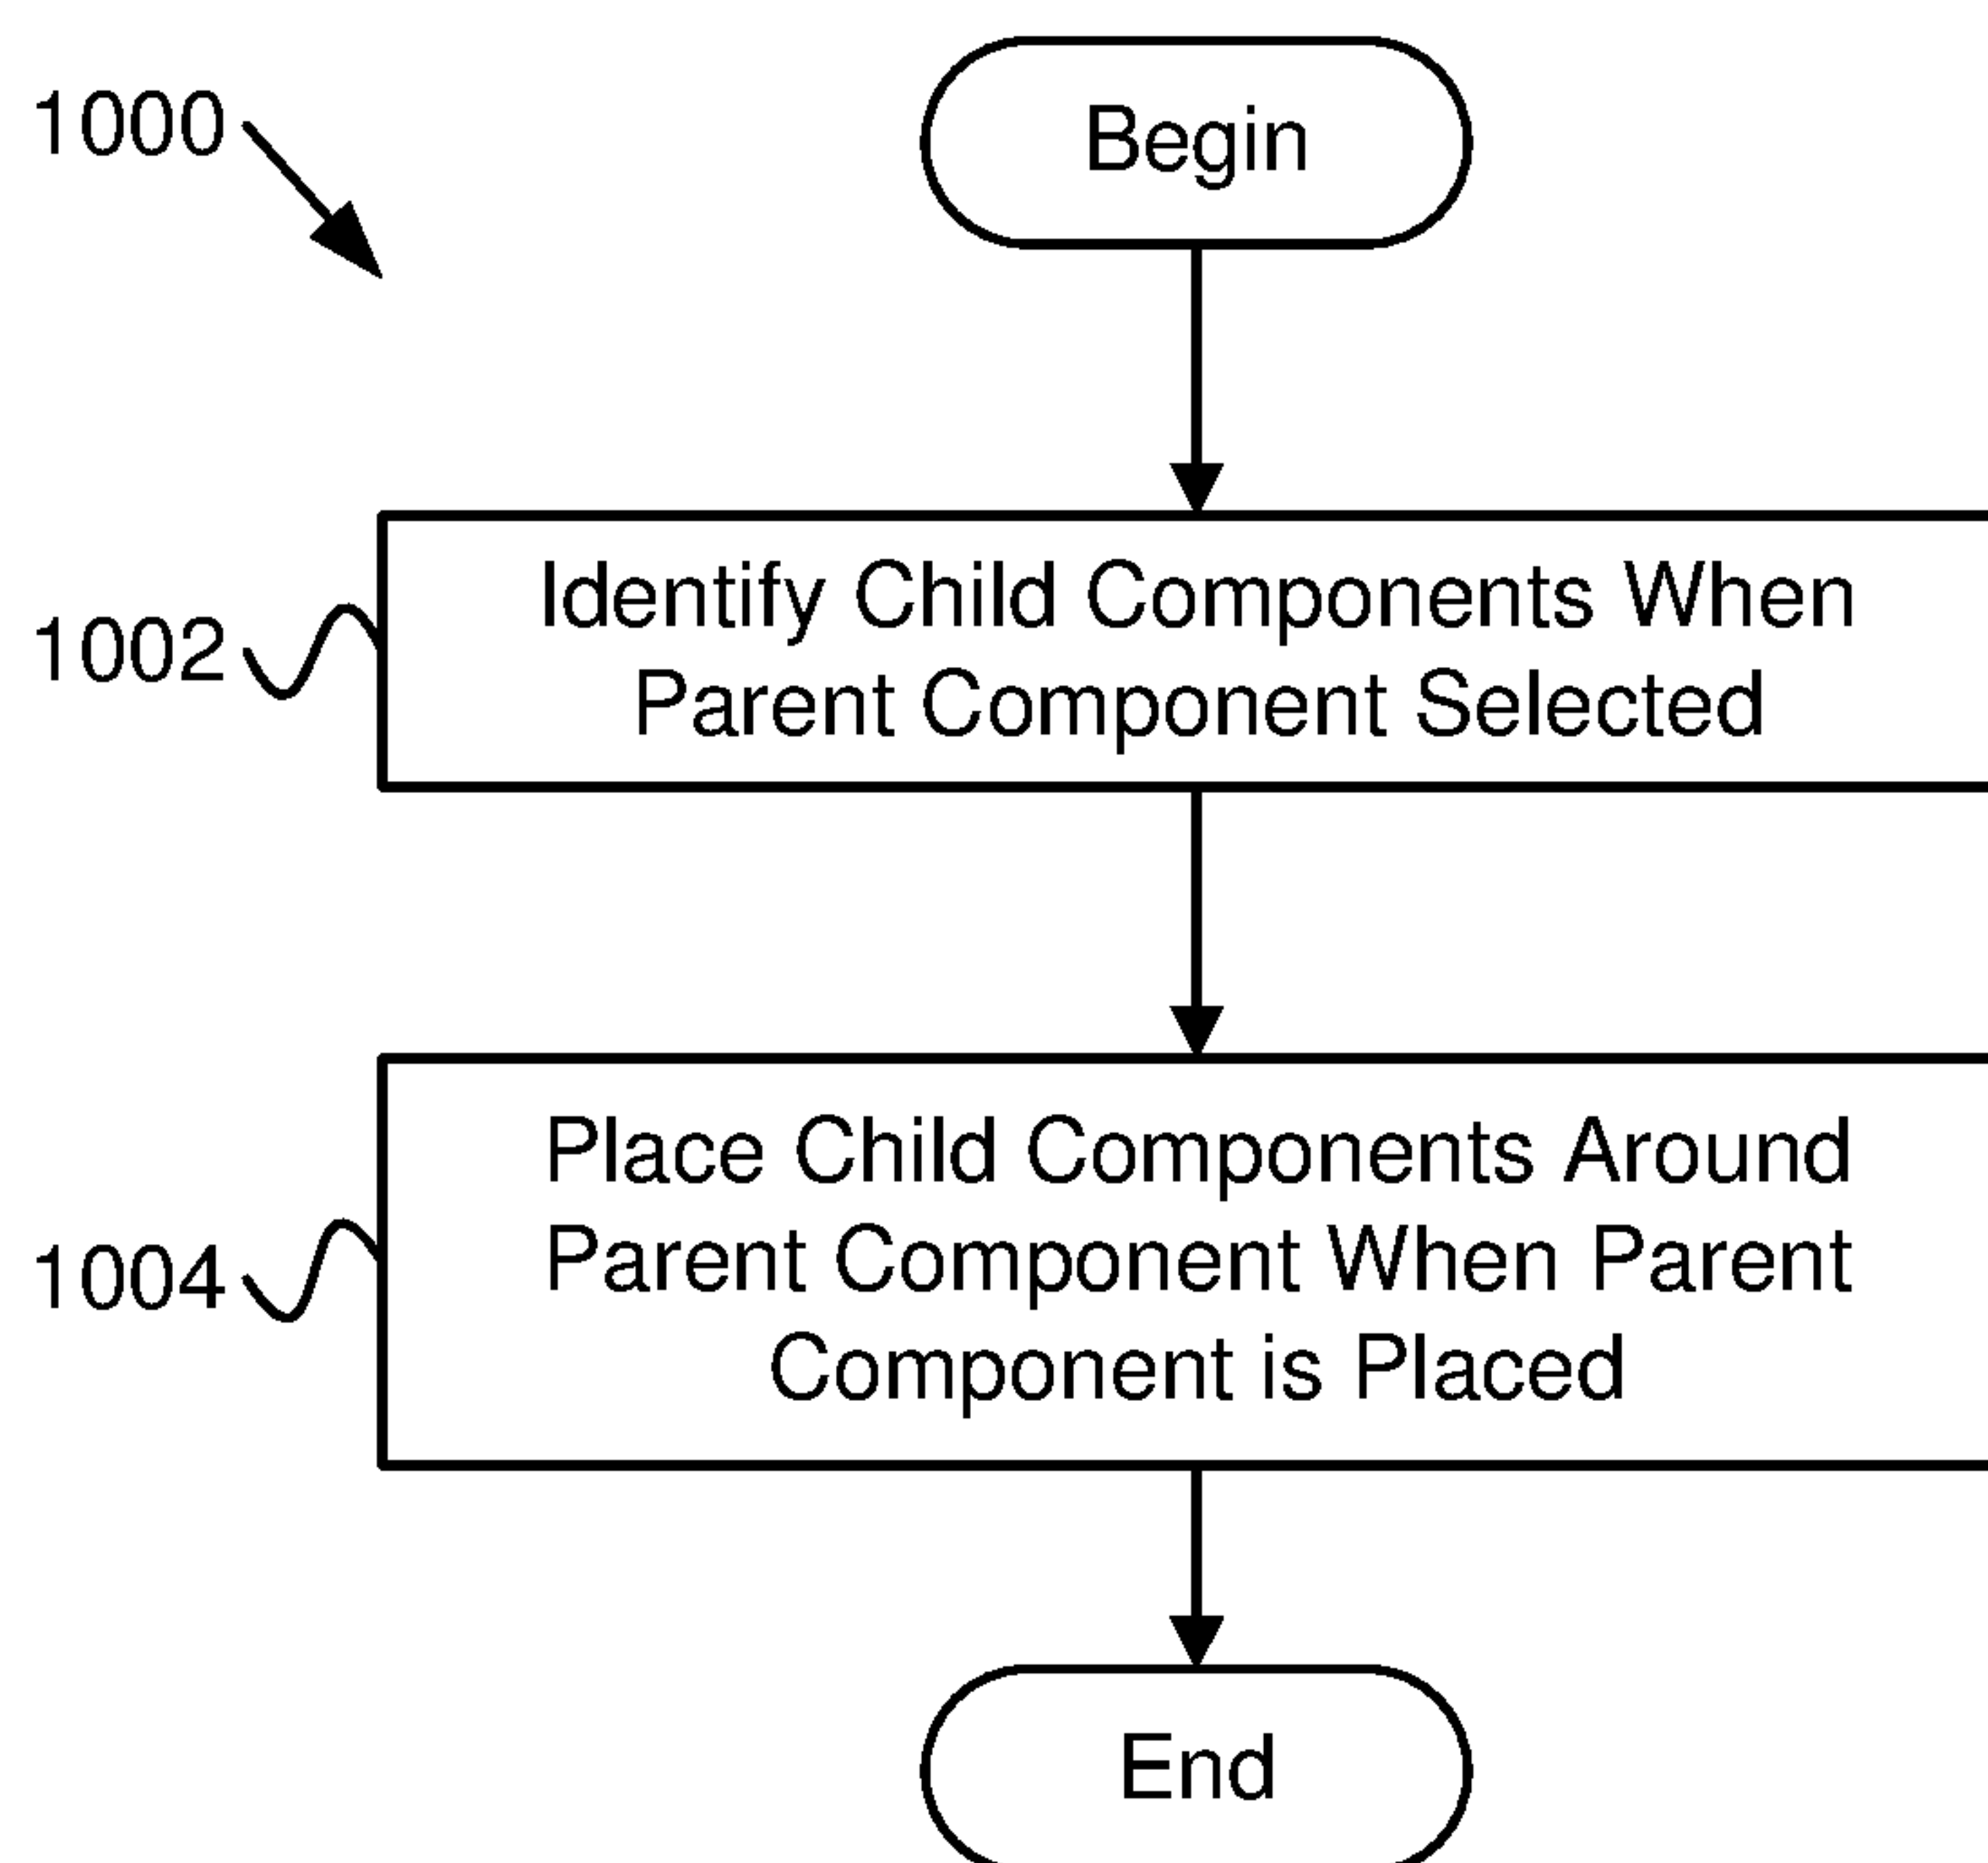 1000
Begin
1002
Identify Child Components When
Parent Component Selected
1004
Place Child Components Around
Parent Component When Parent
Component is Placed
End